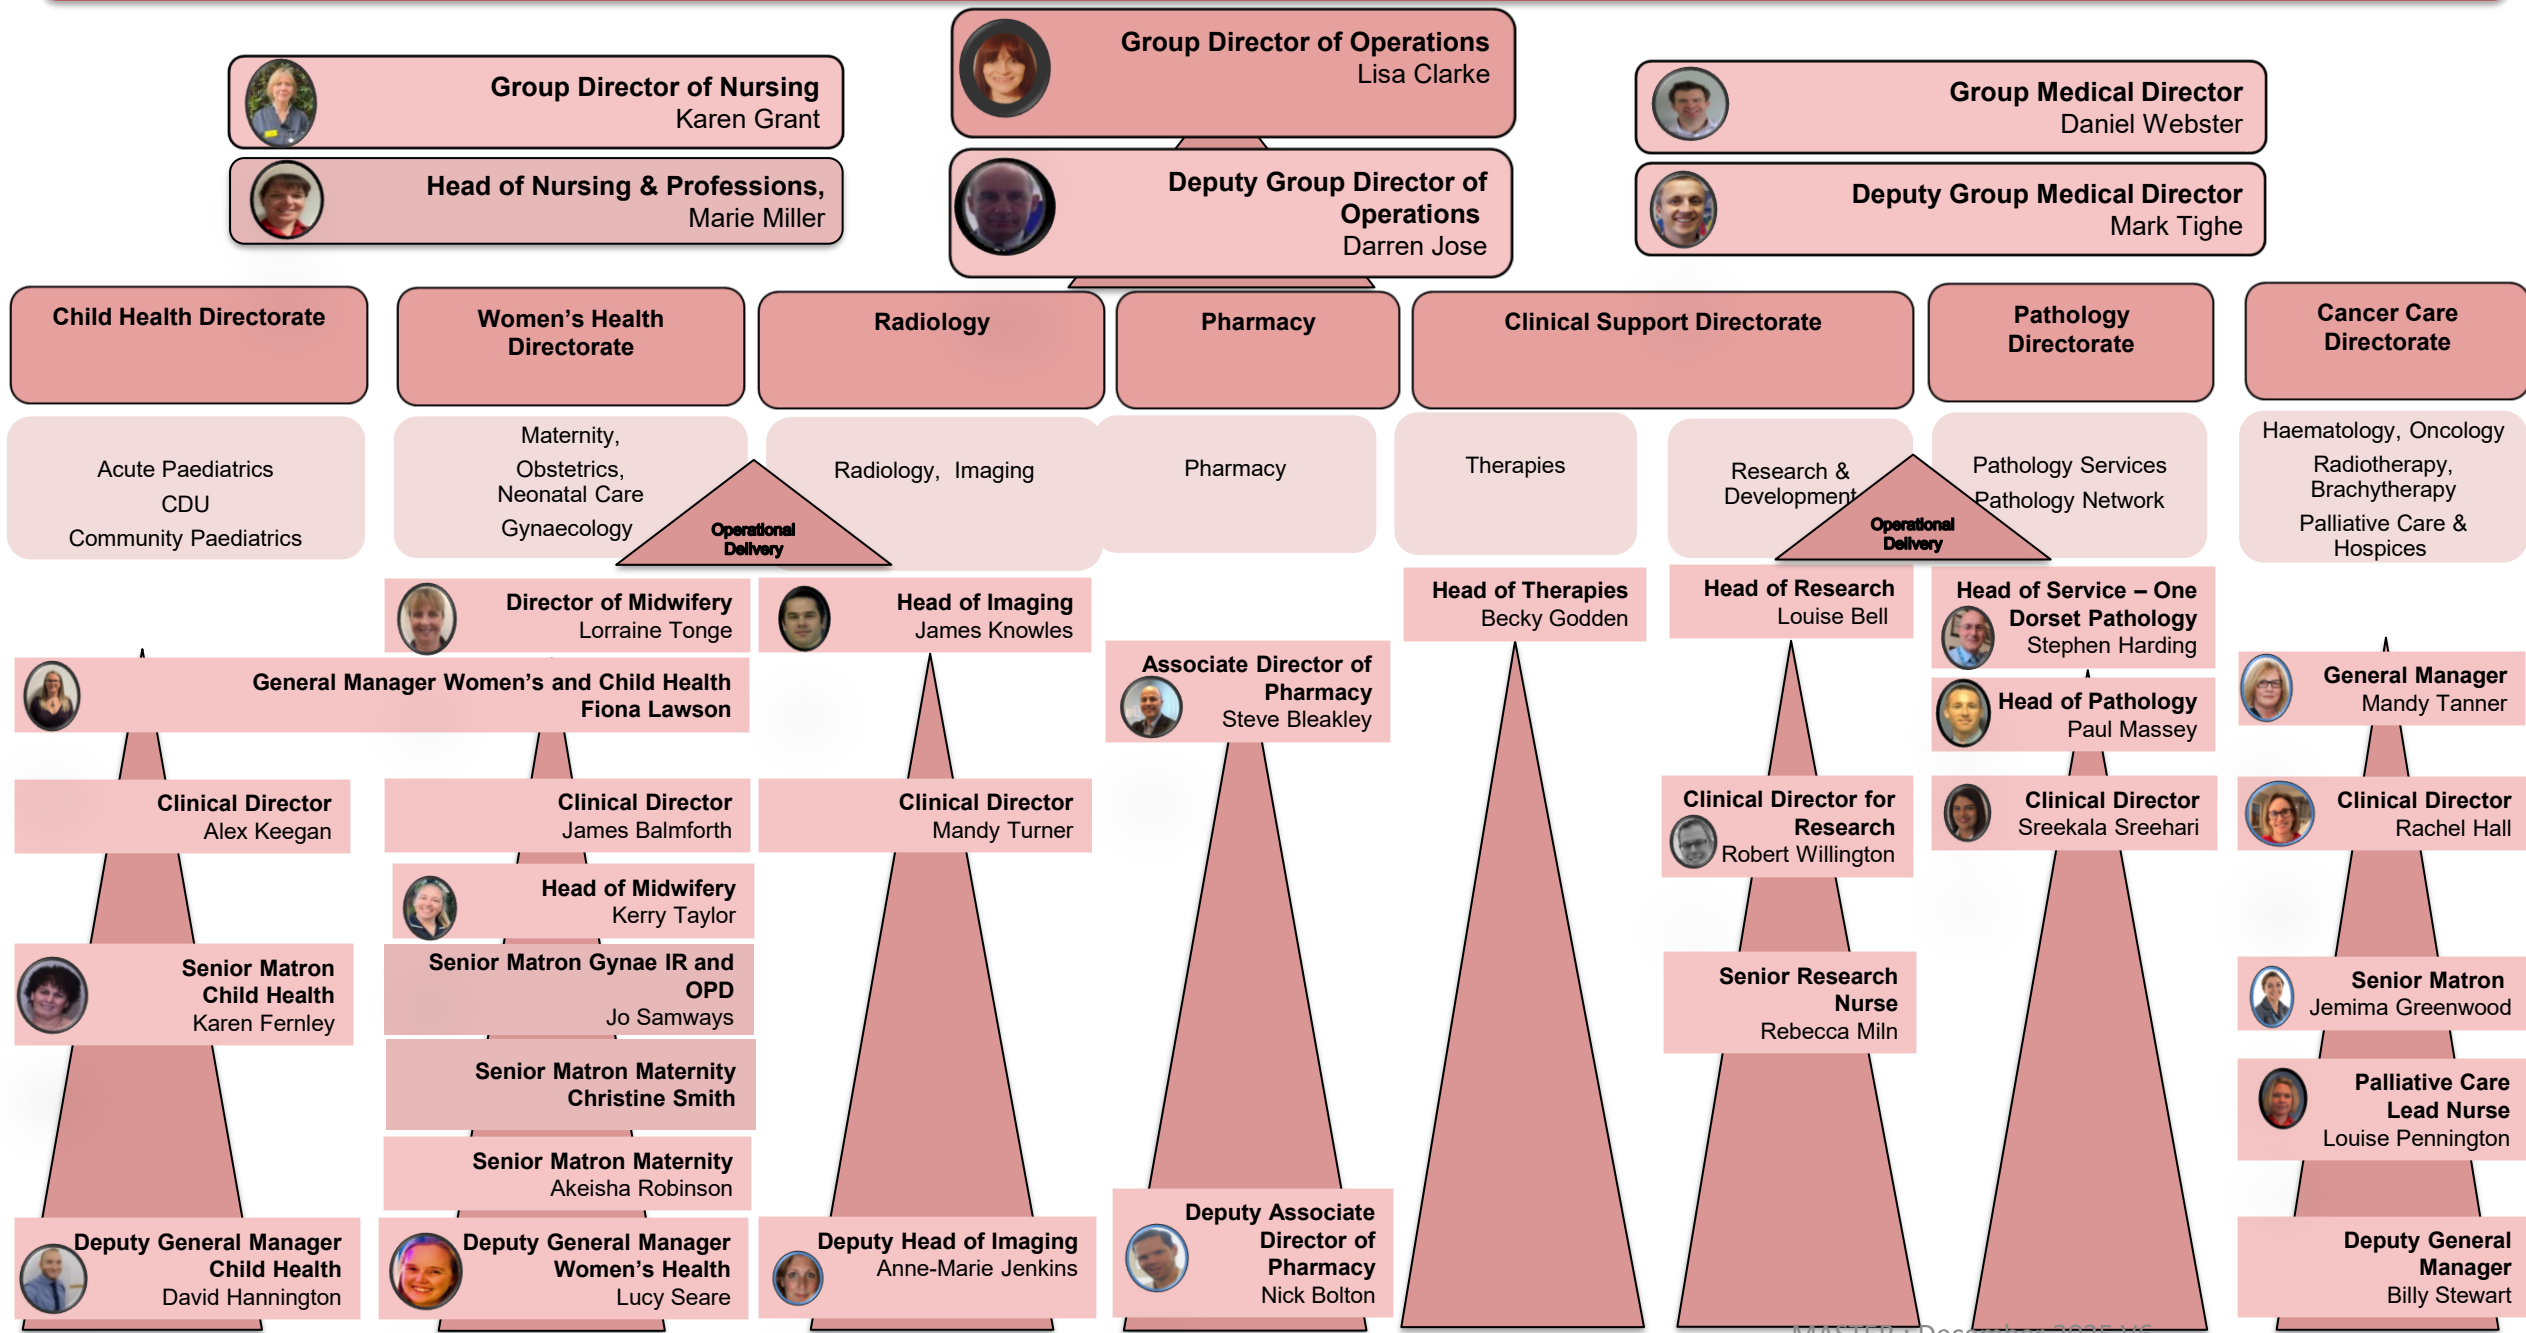 Group Director of Operations
Lisa Clarke
Group Director of Nursing
Karen Grant
Group Medical Director
Daniel Webster
Head of Nursing & Professions,
Marie Miller
Deputy Group Director of
Operations
Darren Jose
Deputy Group Medical Director
Mark Tighe
Child Health Directorate
Women’s Health
Directorate
Radiology
Pharmacy
Clinical Support Directorate
Pathology
Directorate
Cancer Care
Directorate
Acute Paediatrics
CDU
Community Paediatrics
Maternity,
Obstetrics,
Neonatal Care
Gynaecology
Operational
Delivery
Radiology, Imaging
Pharmacy
Therapies
Research &
Development
Operational
Delivery
Pathology Services
Pathology Network
Haematology, Oncology
Radiotherapy,
Brachytherapy
Palliative Care &
Hospices
Director of Midwifery
Lorraine Tonge
Head of Imaging
James Knowles
Head of Therapies
Becky Godden
Head of Research
Louise Bell
Head of Service – One
Dorset Pathology
Stephen Harding
General Manager Women’s and Child Health
Fiona Lawson
Associate Director of
Pharmacy
Steve Bleakley
Head of Pathology
Paul Massey
General Manager
Mandy Tanner
Clinical Director
Alex Keegan
Clinical Director
James Balmforth
Clinical Director
Mandy Turner
Clinical Director for
Research
Robert Willington
Clinical Director
Sreekala Sreehari
Clinical Director
Rachel Hall
Head of Midwifery
Kerry Taylor
Senior Matron
Child Health
Karen Fernley
Senior Matron Gynae IR and
OPD
Jo Samways
Senior Research
Nurse
Rebecca Miln
Senior Matron
Jemima Greenwood
Senior Matron Maternity
Christine Smith
Palliative Care
Lead Nurse
Louise Pennington
Senior Matron Maternity
Akeisha Robinson
Deputy General Manager
Child Health
David Hannington
Deputy General Manager
Women’s Health
Lucy Seare
Deputy Head of Imaging
Anne-Marie Jenkins
Deputy Associate
Director of
Pharmacy
Nick Bolton
Deputy General
Manager
Billy Stewart
MASTER : December 2025